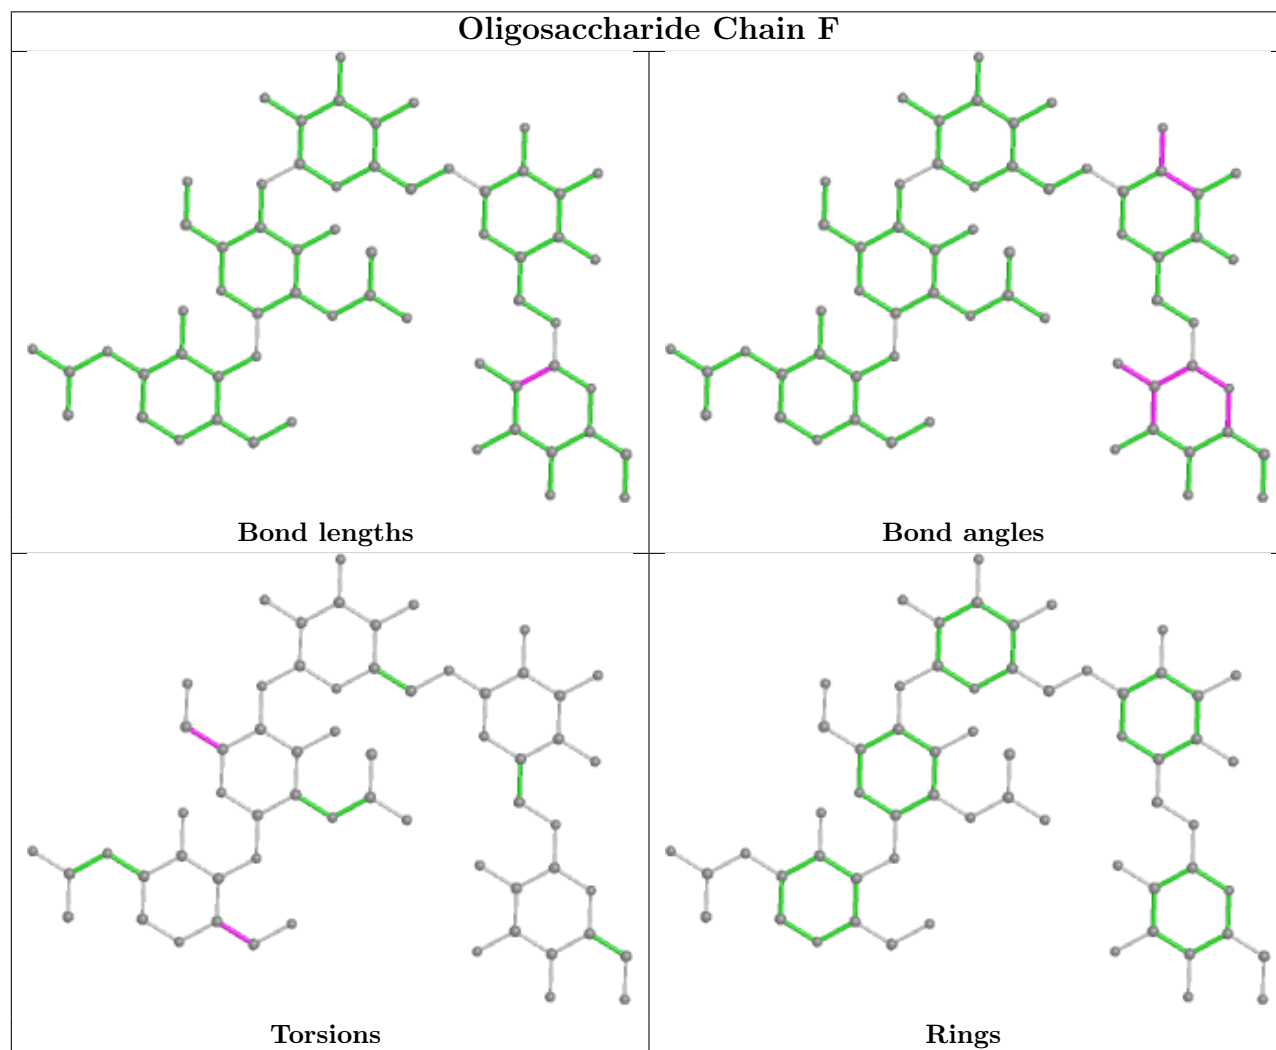 Oligosaccharide Chain F
Bond lengths
Bond angles
Torsions
Rings